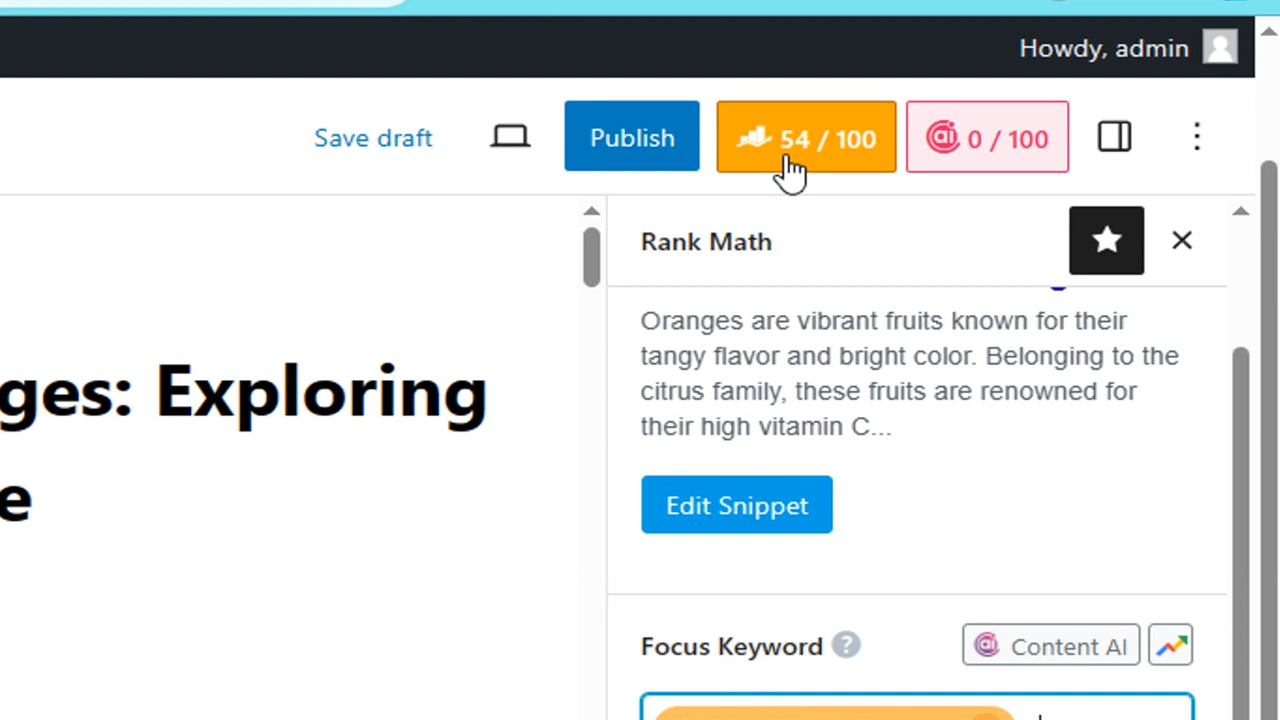 Howdy, admin
Save draft
Publish
54 / 100
0 / 100
Rank Math
Oranges are vibrant fruits known for their
tangy flavor and bright color. Belonging to the
citrus family, these fruits are renowned for
their high vitamin C...
Edit Snippet
ges: Exploring
e
Focus Keyword ?
Content AI